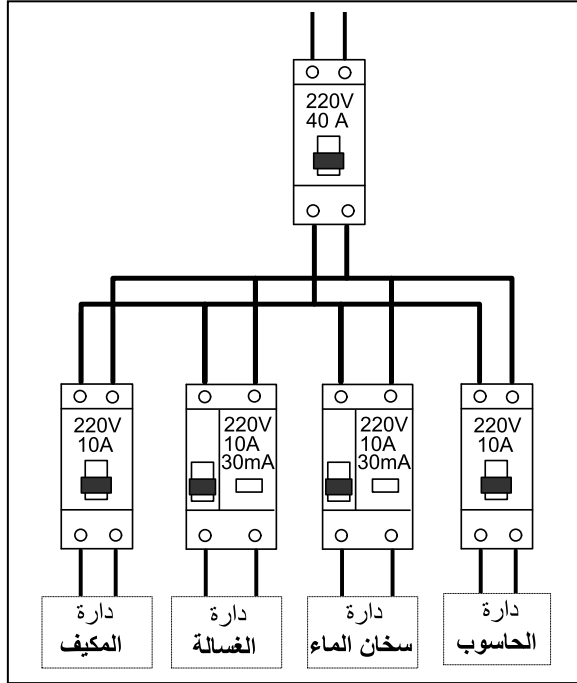 220V
40 A
220V
10A
220V
10A
30mA
220V
10A
30mA
220V
10A
دارة
المكيف
دارة
الغسالة
دارة
سخان الماء
دارة
الحاسوب